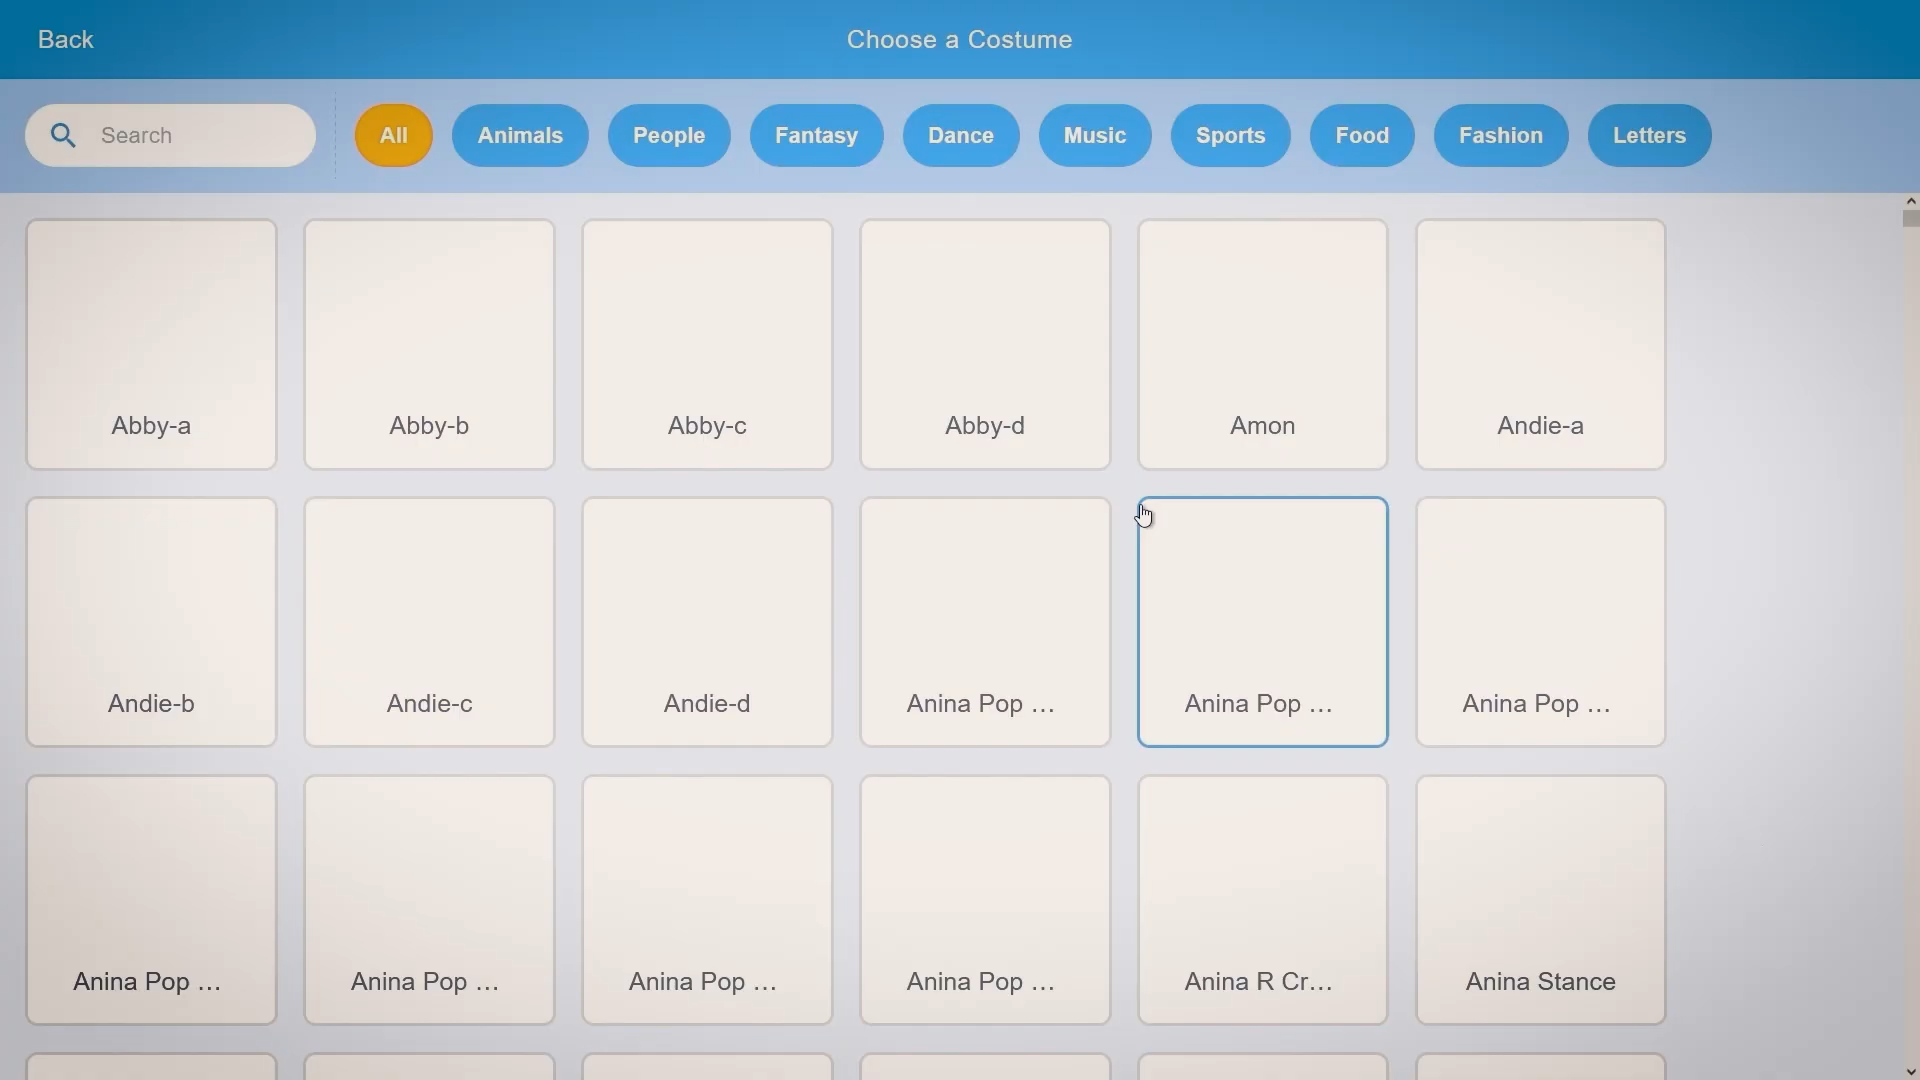 Back
Choose a Costume
Search
All
Animals
People
Fantasy
Dance
Music
Sports
Food
Fashion
Letters
Abby-a
Abby-b
Abby-c
Abby-d
Amon
Andie-a
Andie-b
Andie-c
Andie-d
Anina Pop ...
Anina Pop ...
Anina Pop ...
Anina Pop ...
Anina Pop ...
Anina Pop ...
Anina Pop ...
Anina R Cr...
Anina Stance